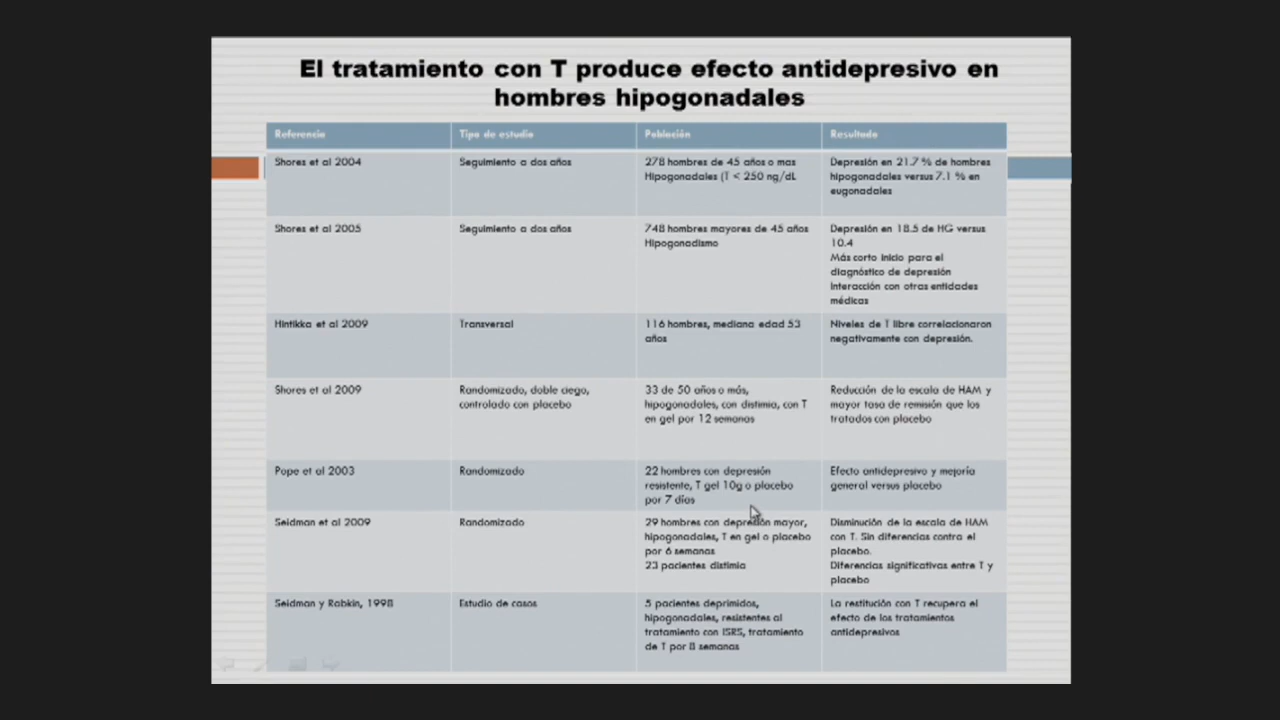 El tratamiento con T produce efecto antidepresivo en
hombres hipogonadales
Referencia
Tipo de estudio
Población
Resultado
Shores et al 2004
Seguimiento a dos años
278 hombres de 45 años o mas
Hipogonadales (T < 250 ng/dL
Depresión en 21.7 % de hombres
hipogonadales versus 7.1 % en
eugonadales
Shores et al 2005
Seguimiento a dos años
748 hombres mayores de 45 años
Hipogonadismo
Depresión en 18.5 de HG versus
10.4
Más corto inicio para el
diagnóstico de depresión
Interacción con otras entidades
médicas
Hintikka et al 2009
Transversal
116 hombres, mediana edad 53
años
Niveles de T libre correlacionaron
negativamente con depresión.
Shores et al 2009
Randomizado, doble ciego,
controlado con placebo
33 de 50 años o más,
hipogonadales, con distimia, con T
en gel por 12 semanas
Reducción de la escala de HAM y
mayor tasa de remisión que los
tratados con placebo
Pope et al 2003
Randomizado
22 hombres con depresión
resistente, T gel 10g o placebo
por 7 días
Efecto antidepresivo y mejoría
general versus placebo
Seidman et al 2009
Randomizado
29 hombres con depresión mayor,
hipogonadales, T en gel o placebo
por 6 semanas
23 pacientes distimia
Disminución de la escala de HAM
con T. Sin diferencias contra el
placebo.
Diferencias significativas entre T y
placebo
Seidman y Rabkin, 1998
Estudio de casos
5 pacientes deprimidos,
hipogonadales, resistentes al
tratamiento con ISRS, tratamiento
de T por 8 semanas
La restitución con T recupera el
efecto de los tratamientos
antidepresivos